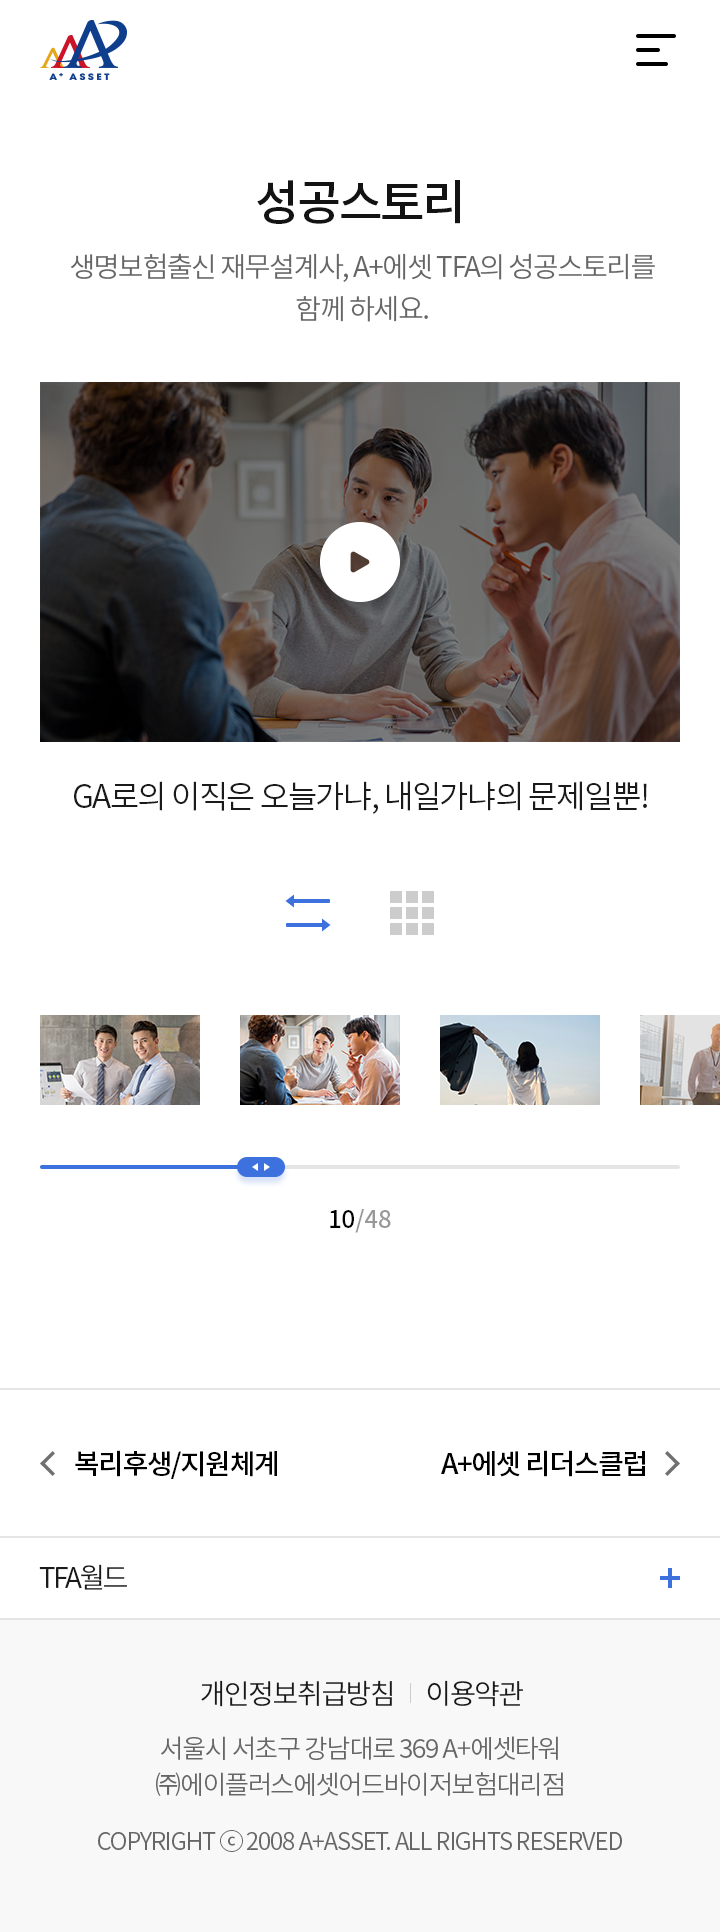 A+ ASSET
성공스토리
생명보험출신 재무설계사, A+에셋 TFA의 성공스토리를
함께 하세요.
GA로의 이직은 오늘가냐, 내일가냐의 문제일뿐!
10/48
복리후생/지원체계
A+에셋 리더스클럽
TFA월드
개인정보취급방침
이용약관
서울시 서초구 강남대로 369 A+에셋타워
㈜에이플러스에셋어드바이저보험대리점
COPYRIGHT ⓒ 2008 A+ASSET. ALL RIGHTS RESERVED